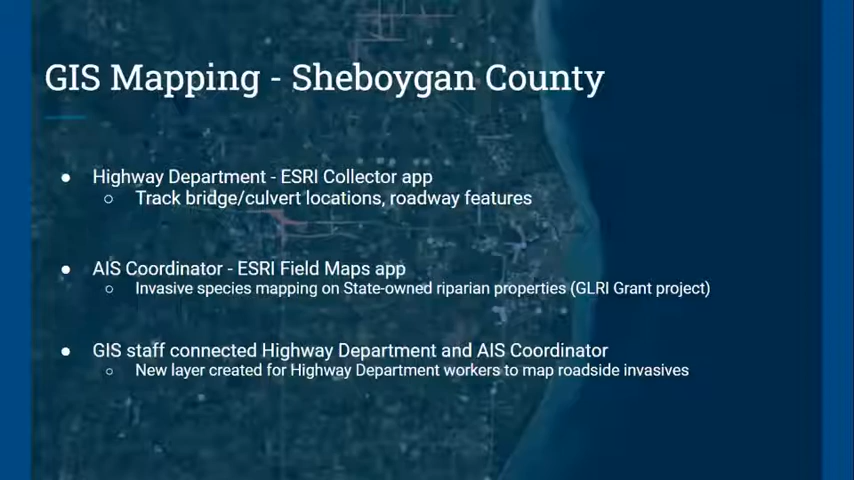 GIS Mapping - Sheboygan County
● Highway Department - ESRI Collector app
○ Track bridge/culvert locations, roadway features
● AIS Coordinator - ESRI Field Maps app
○ Invasive species mapping on State-owned riparian properties (GLRI Grant project)
● GIS staff connected Highway Department and AIS Coordinator
○ New layer created for Highway Department workers to map roadside invasives